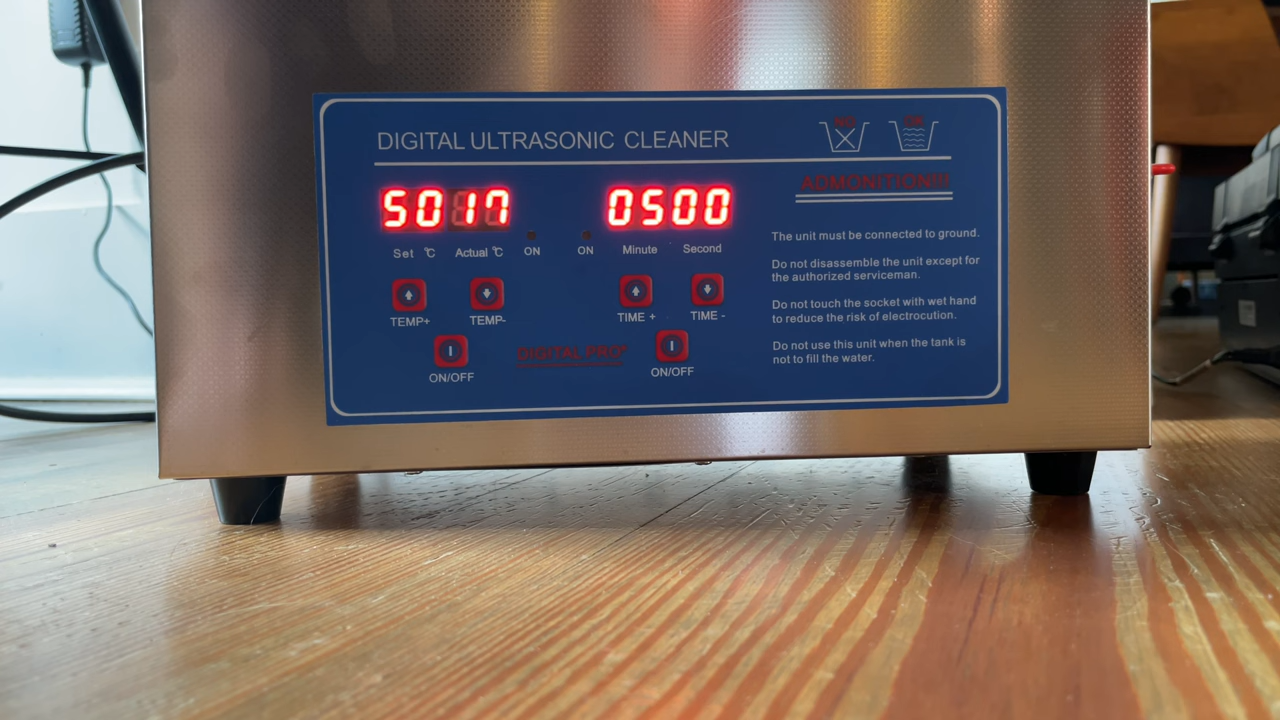 DIGITAL ULTRASONIC CLEANER
NO
OK
5017
0500
ADMONITION!!!
Set °C
Actual °C
ON
ON
Minute
Second
TEMP+
TEMP-
TIME +
TIME -
ON/OFF
DIGITAL PRO+
ON/OFF
The unit must be connected to ground.
Do not disassemble the unit except for
the authorized serviceman.
Do not touch the socket with wet hand
to reduce the risk of electrocution.
Do not use this unit when the tank is
not to fill the water.